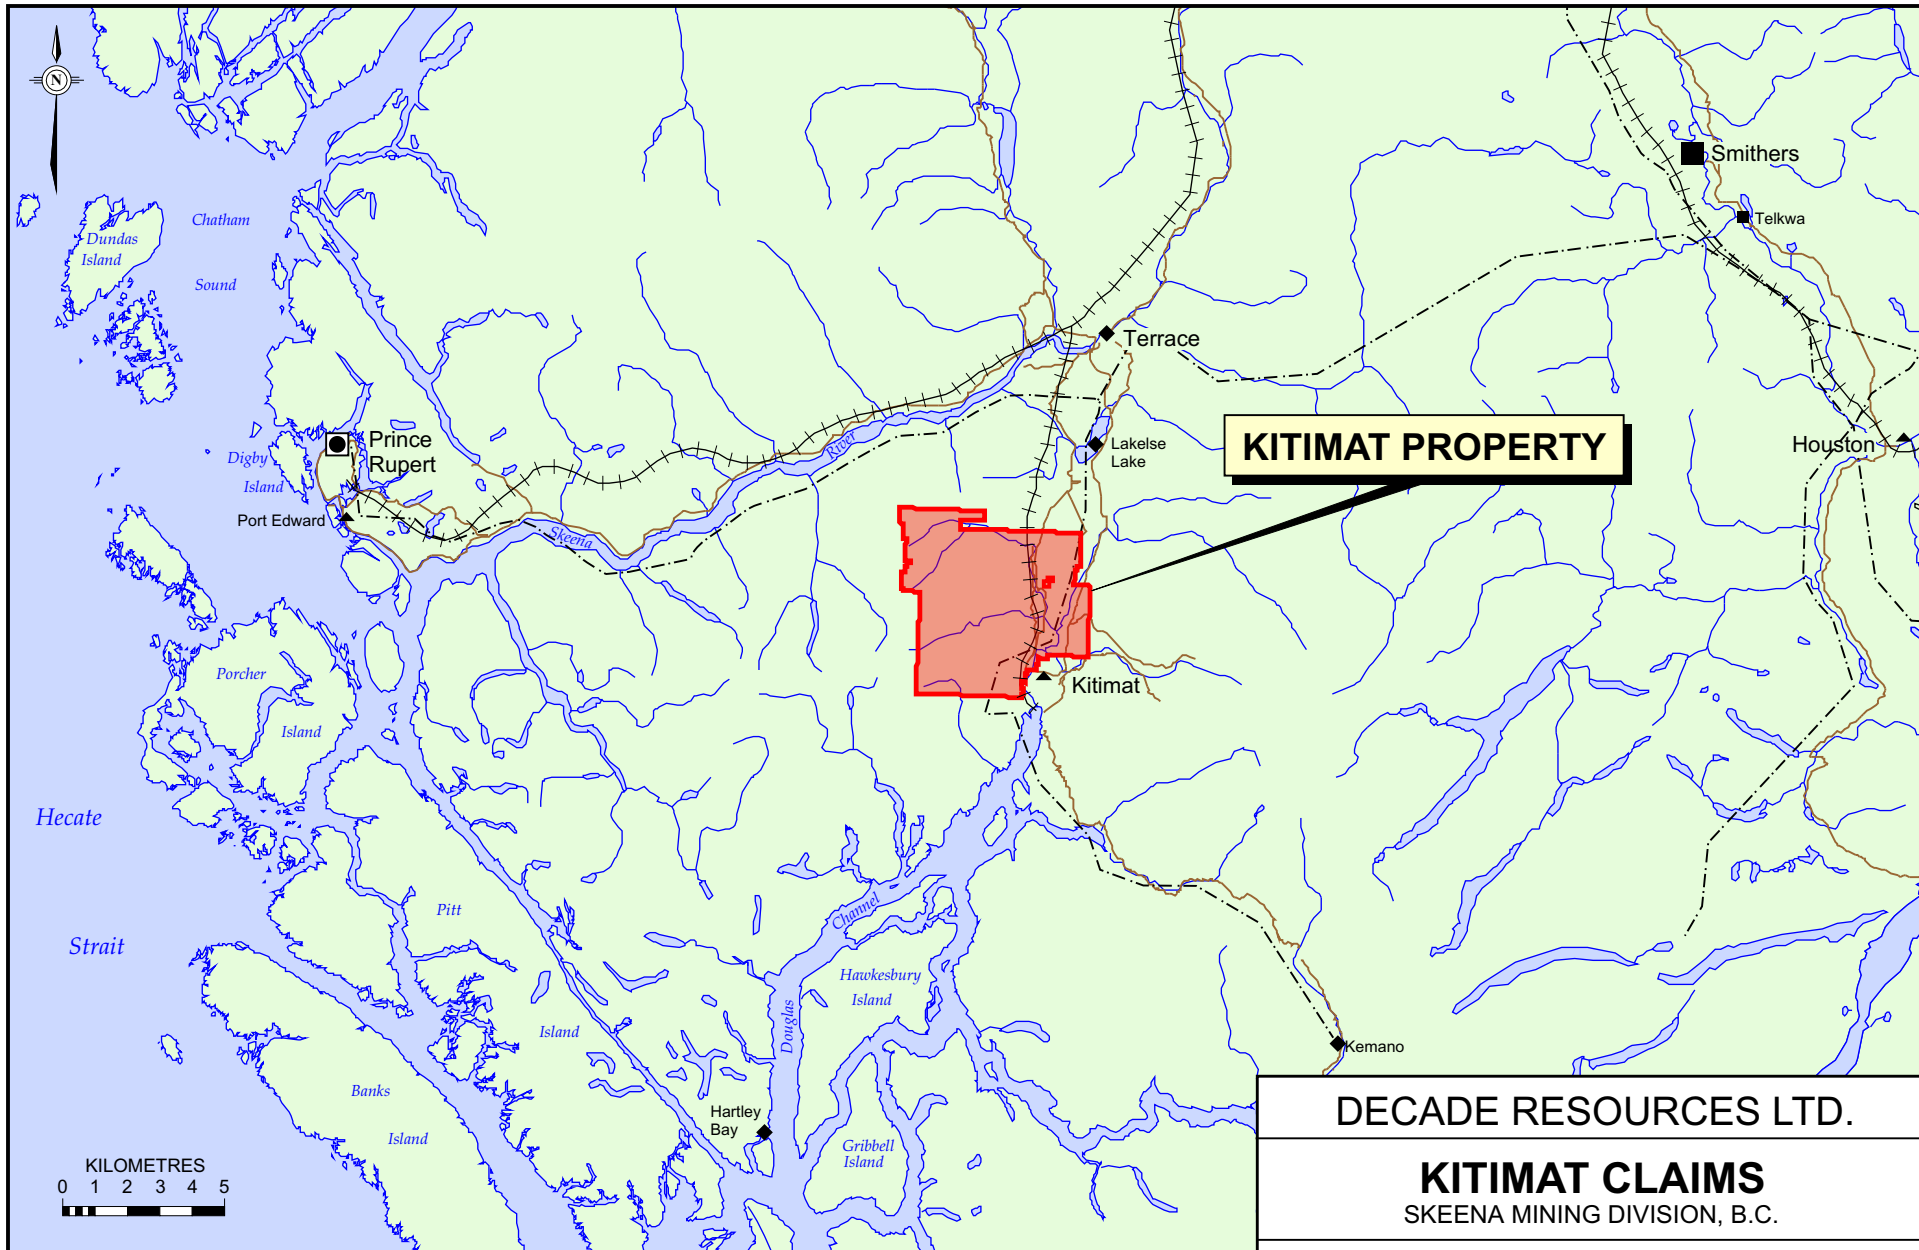 N
Smithers
Telkwa
Chatham
Sound
Dundas
Island
Terrace
Prince
Rupert
Digby
Island
Port Edward
River
Skeena
Lakelse
Lake
KITIMAT PROPERTY
Houston
Porcher
Island
Kitimat
Hecate
Strait
Pitt
Island
Channel
Douglas
Hawkesbury
Island
Kemano
Banks
Island
Hartley
Bay
Gribbell
Island
KILOMETRES
0 1 2 3 4 5
DECADE RESOURCES LTD.
KITIMAT CLAIMS
SKEENA MINING DIVISION, B.C.